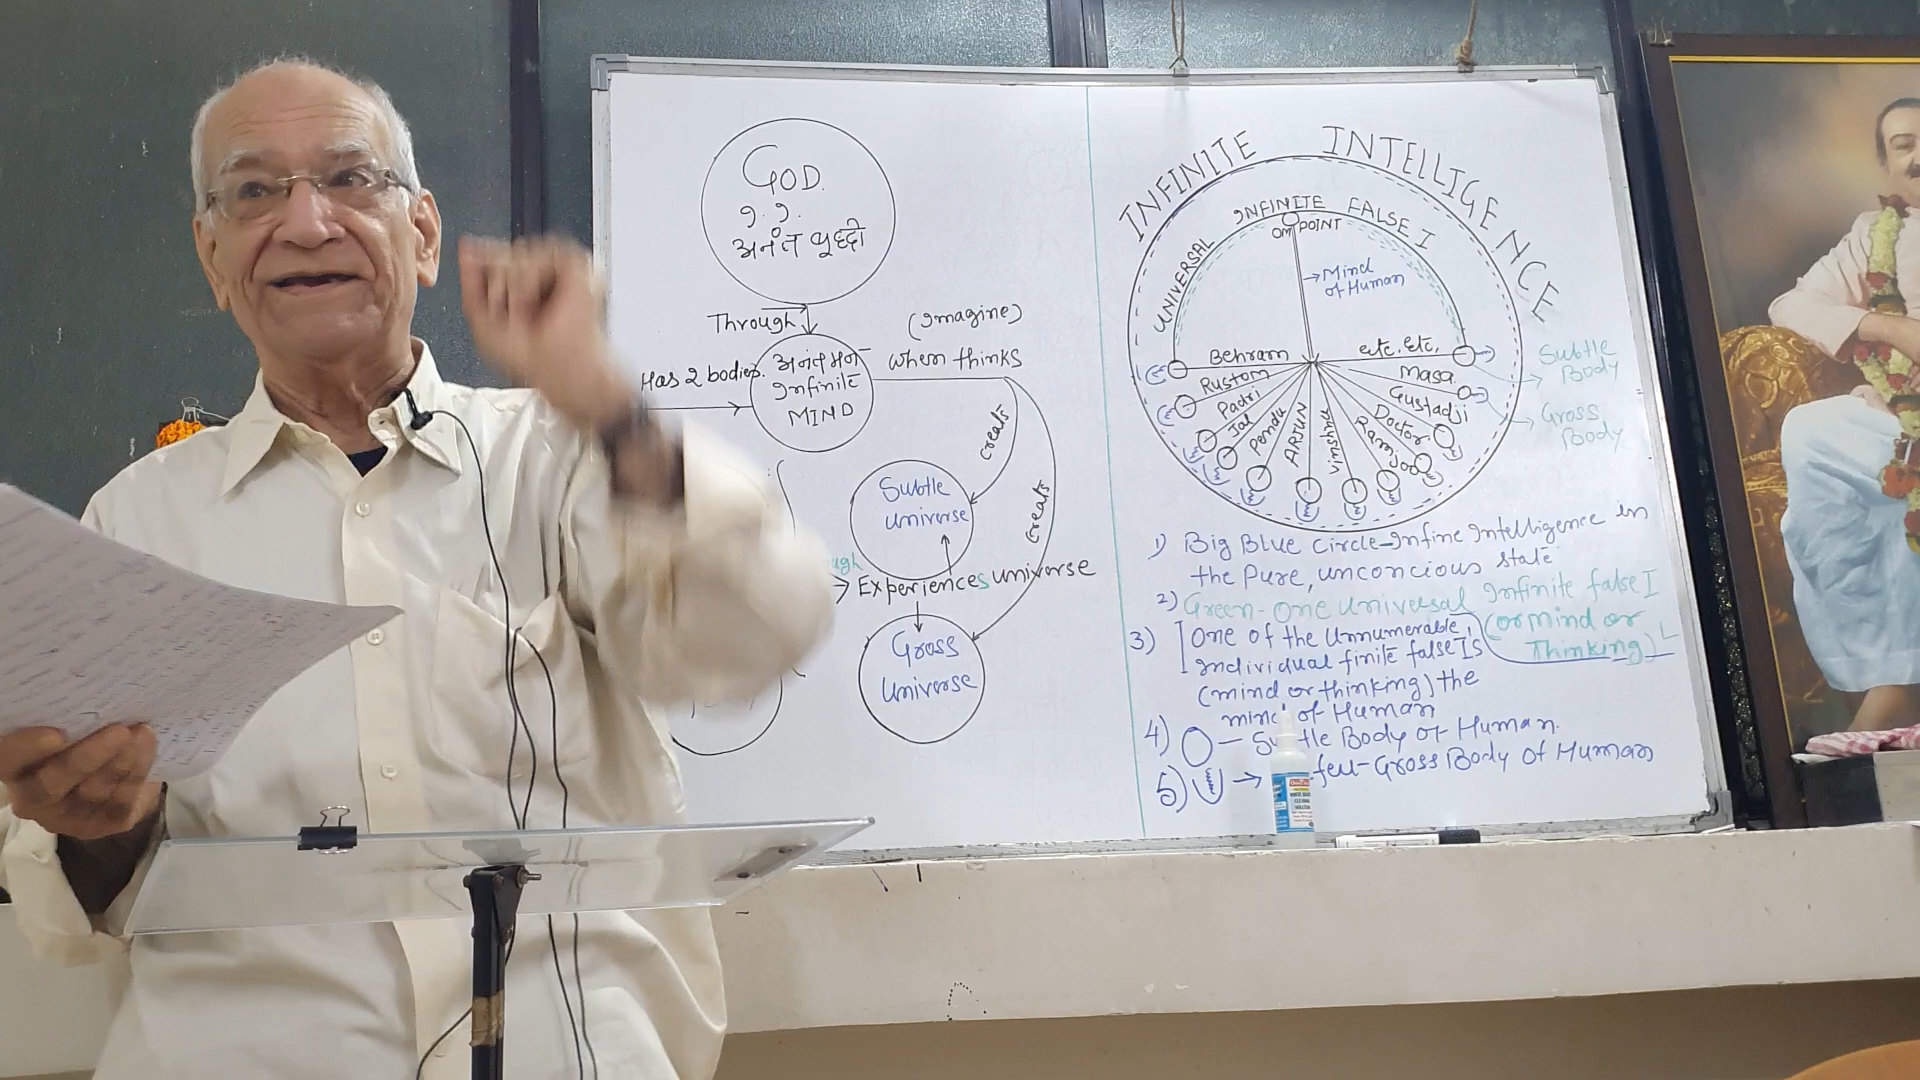 GOD.
I. I.
अनंत बुध्दी
Through
(Imagine)
Has 2 bodies.
अनंत मन
Infinite
MIND
when thinks
creats
creats
Subtle
universe
Experiences universe
Gross
Universe
INFINITE INTELLIGENCE
UNIVERSAL INFINITE FALSE I
OM POINT
Mind
of Human
Behram
Rustom
Padri
Jal
Pendu
ARJUN
Vinshnu
Ram
Doctor
Gustadji
Masa.
etc. etc.
Subtle
Body
Gross
Body
1) Big Blue Circle-Infine Intelligence in
the Pure, unconcious state
2) Green-One universal Infinite false I
(or Mind or
Thinking)
3) [One of the Unnumerable,
Individual finite false Is
(mind or thinking) the
mind of Human
4) O - Subtle Body of Human.
5) → Gross Body Of Human